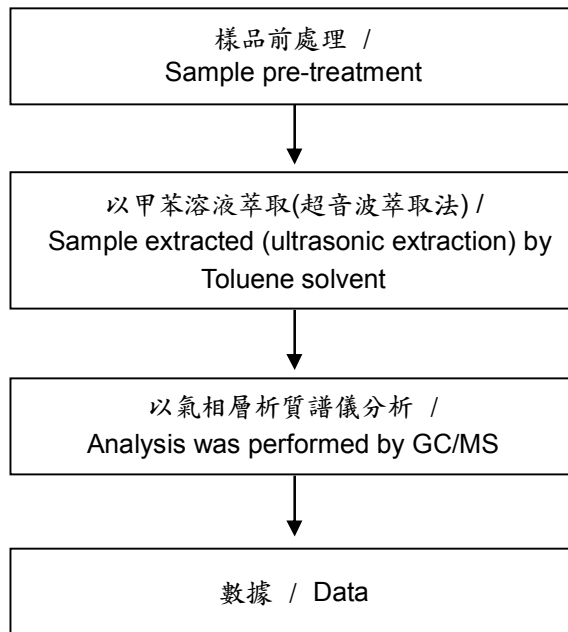 樣品前處理 /
Sample pre-treatment
以甲苯溶液萃取(超音波萃取法) /
Sample extracted (ultrasonic extraction) by
Toluene solvent
以氣相層析質譜儀分析 /
Analysis was performed by GC/MS
數據 / Data